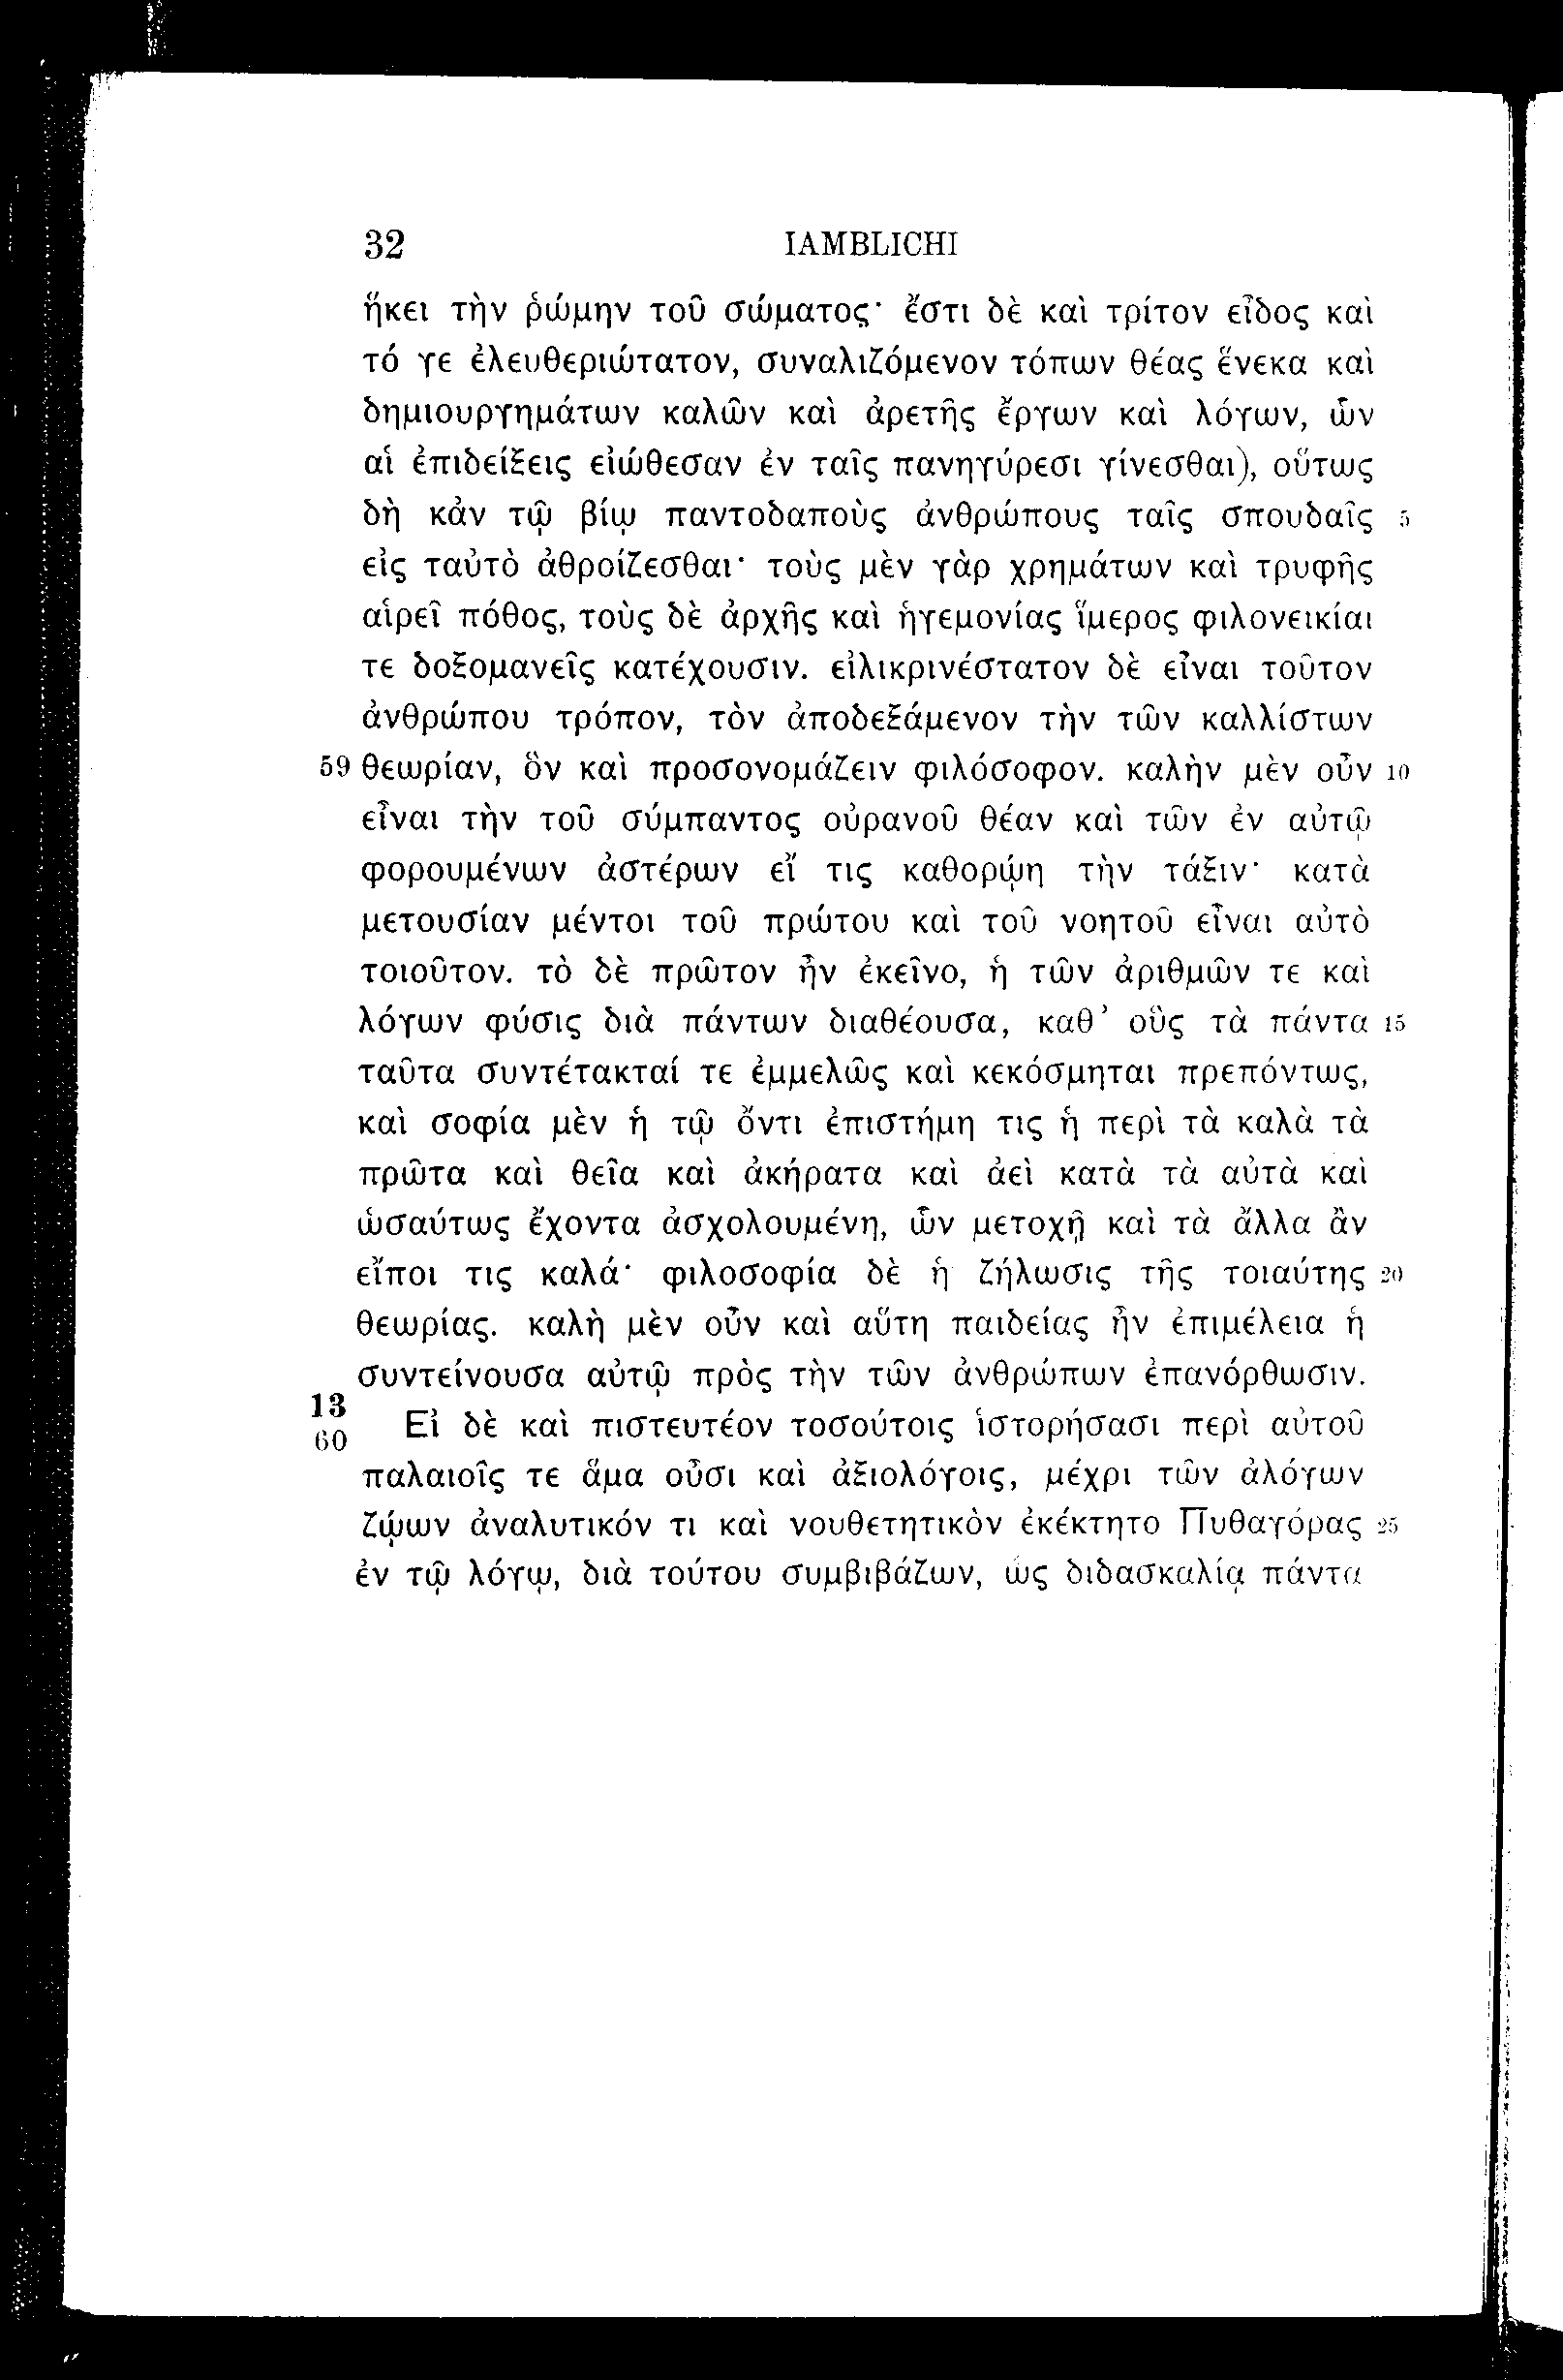 32 IAMBLICHI
ἥκει τὴν ῥώμην τοῦ σώματος· ἔστι δὲ καὶ τρίτον εἶδος καὶ
τό γε ἐλευθεριώτατον, συναλιζόμενον τόπων θέας ἕνεκα καὶ
δημιουργημάτων καλῶν καὶ ἀρετῆς ἔργων καὶ λόγων, ὧν
αἱ ἐπιδείξεις εἰώθεσαν ἐν ταῖς πανηγύρεσι γίνεσθαι), οὕτως
δὴ κἀν τῷ βίῳ παντοδαποὺς ἀνθρώπους ταῖς σπουδαῖς 5
εἰς ταὐτὸ ἀθροίζεσθαι· τοὺς μὲν γὰρ χρημάτων καὶ τρυφῆς
αἱρεῖ πόθος, τοὺς δὲ ἀρχῆς καὶ ἡγεμονίας ἵμερος φιλονεικίαι
τε δοξομανεῖς κατέχουσιν. εἰλικρινέστατον δὲ εἶναι τοῦτον
ἀνθρώπου τρόπον, τὸν ἀποδεξάμενον τὴν τῶν καλλίστων
59 θεωρίαν, ὃν καὶ προσονομάζειν φιλόσοφον. καλὴν μὲν οὖν 10
εἶναι τὴν τοῦ σύμπαντος οὐρανοῦ θέαν καὶ τῶν ἐν αὐτῷ
φορουμένων ἀστέρων εἴ τις καθορῴη τὴν τάξιν· κατὰ
μετουσίαν μέντοι τοῦ πρώτου καὶ τοῦ νοητοῦ εἶναι αὐτὸ
τοιοῦτον. τὸ δὲ πρῶτον ἦν ἐκεῖνο, ἡ τῶν ἀριθμῶν τε καὶ
λόγων φύσις διὰ πάντων διαθέουσα, καθ’ οὓς τὰ πάντα 15
ταῦτα συντέτακταί τε ἐμμελῶς καὶ κεκόσμηται πρεπόντως,
καὶ σοφία μὲν ἡ τῷ ὄντι ἐπιστήμη τις ἡ περὶ τὰ καλὰ τὰ
πρῶτα καὶ θεῖα καὶ ἀκήρατα καὶ ἀεὶ κατὰ τὰ αὐτὰ καὶ
ὡσαύτως ἔχοντα ἀσχολουμένη, ὧν μετοχῇ καὶ τὰ ἄλλα ἂν
εἴποι τις καλά· φιλοσοφία δὲ ἡ ζήλωσις τῆς τοιαύτης 20
θεωρίας. καλὴ μὲν οὖν καὶ αὕτη παιδείας ἦν ἐπιμέλεια ἡ
συντείνουσα αὐτῷ πρὸς τὴν τῶν ἀνθρώπων ἐπανόρθωσιν.
13
60 Εἰ δὲ καὶ πιστευτέον τοσούτοις ἱστορήσασι περὶ αὐτοῦ
παλαιοῖς τε ἅμα οὖσι καὶ ἀξιολόγοις, μέχρι τῶν ἀλόγων
ζῴων ἀναλυτικόν τι καὶ νουθετητικὸν ἐκέκτητο Πυθαγόρας 25
ἐν τῷ λόγῳ, διὰ τούτου συμβιβάζων, ὡς διδασκαλίᾳ πάντα